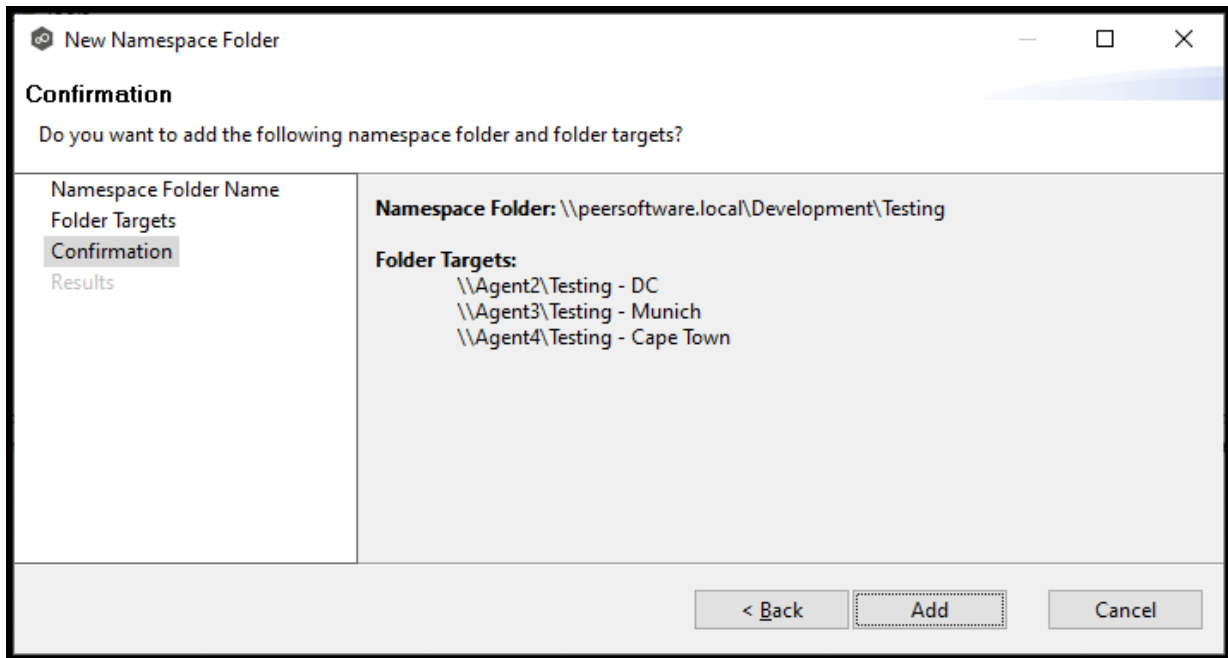 New Namespace Folder
Confirmation
Do you want to add the following namespace folder and folder targets?
Namespace Folder Name
Folder Targets
Confirmation
Results
Namespace Folder: \\peersoftware.local\Development\Testing
Folder Targets:
\\Agent2\Testing - DC
\\Agent3\Testing - Munich
\\Agent4\Testing - Cape Town
< Back
Add
Cancel